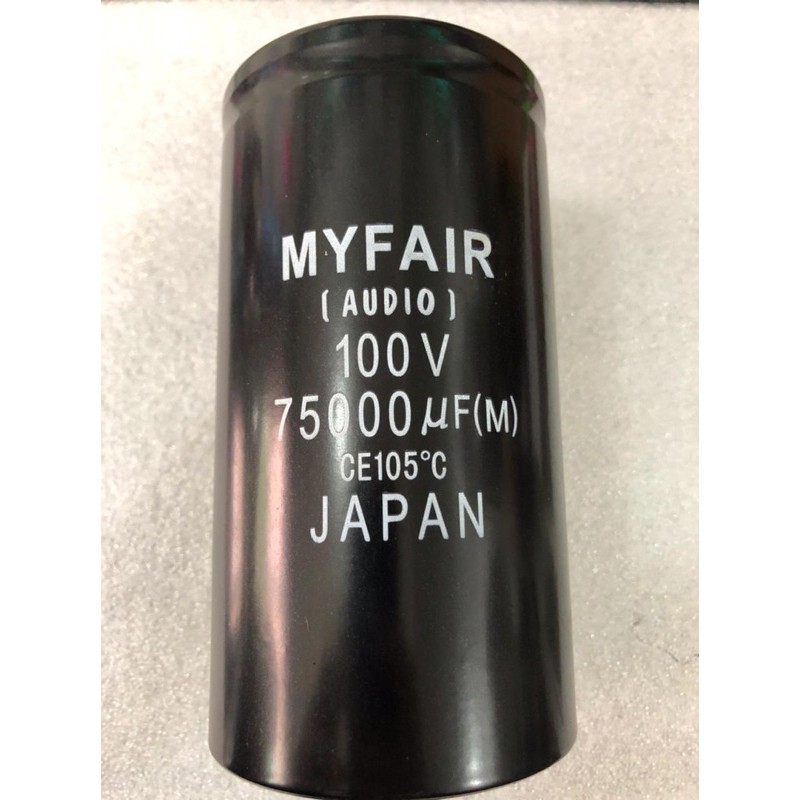 MYFAIR
(AUDIO)
100V
75000μF(M)
CE105°C
JAPAN